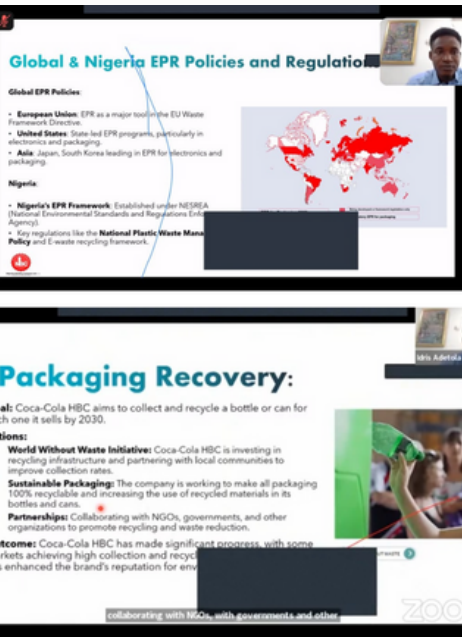 Global & Nigeria EPR Policies and Regulation
Global EPR Policies:
• European Union: EPR as a major tool in the EU Waste
Framework Directive.
• United States: State-led EPR programs, particularly in
electronics and packaging.
• Asia: Japan, South Korea leading in EPR for electronics and
packaging.
Nigeria:
• Nigeria's EPR Framework: Established under NESREA
(National Environmental Standards and Regulations Enfo
Agency).
• Key regulations like the National Plastic Waste Mana
Policy and E-waste recycling framework.
Idris Adetola
Packaging Recovery:
al: Coca-Cola HBC aims to collect and recycle a bottle or can for
ch one it sells by 2030.
tions:
World Without Waste Initiative: Coca-Cola HBC is investing in
recycling infrastructure and partnering with local communities to
improve collection rates.
Sustainable Packaging: The company is working to make all packaging
100% recyclable and increasing the use of recycled materials in its
bottles and cans.
Partnerships: Collaborating with NGOs, governments, and other
organizations to promote recycling and waste reduction.
tcome: Coca-Cola HBC has made significant progress, with some
rkets achieving high collection and recycl
s enhanced the brand's reputation for env
collaborating with NGOs, with governments and other
zoo